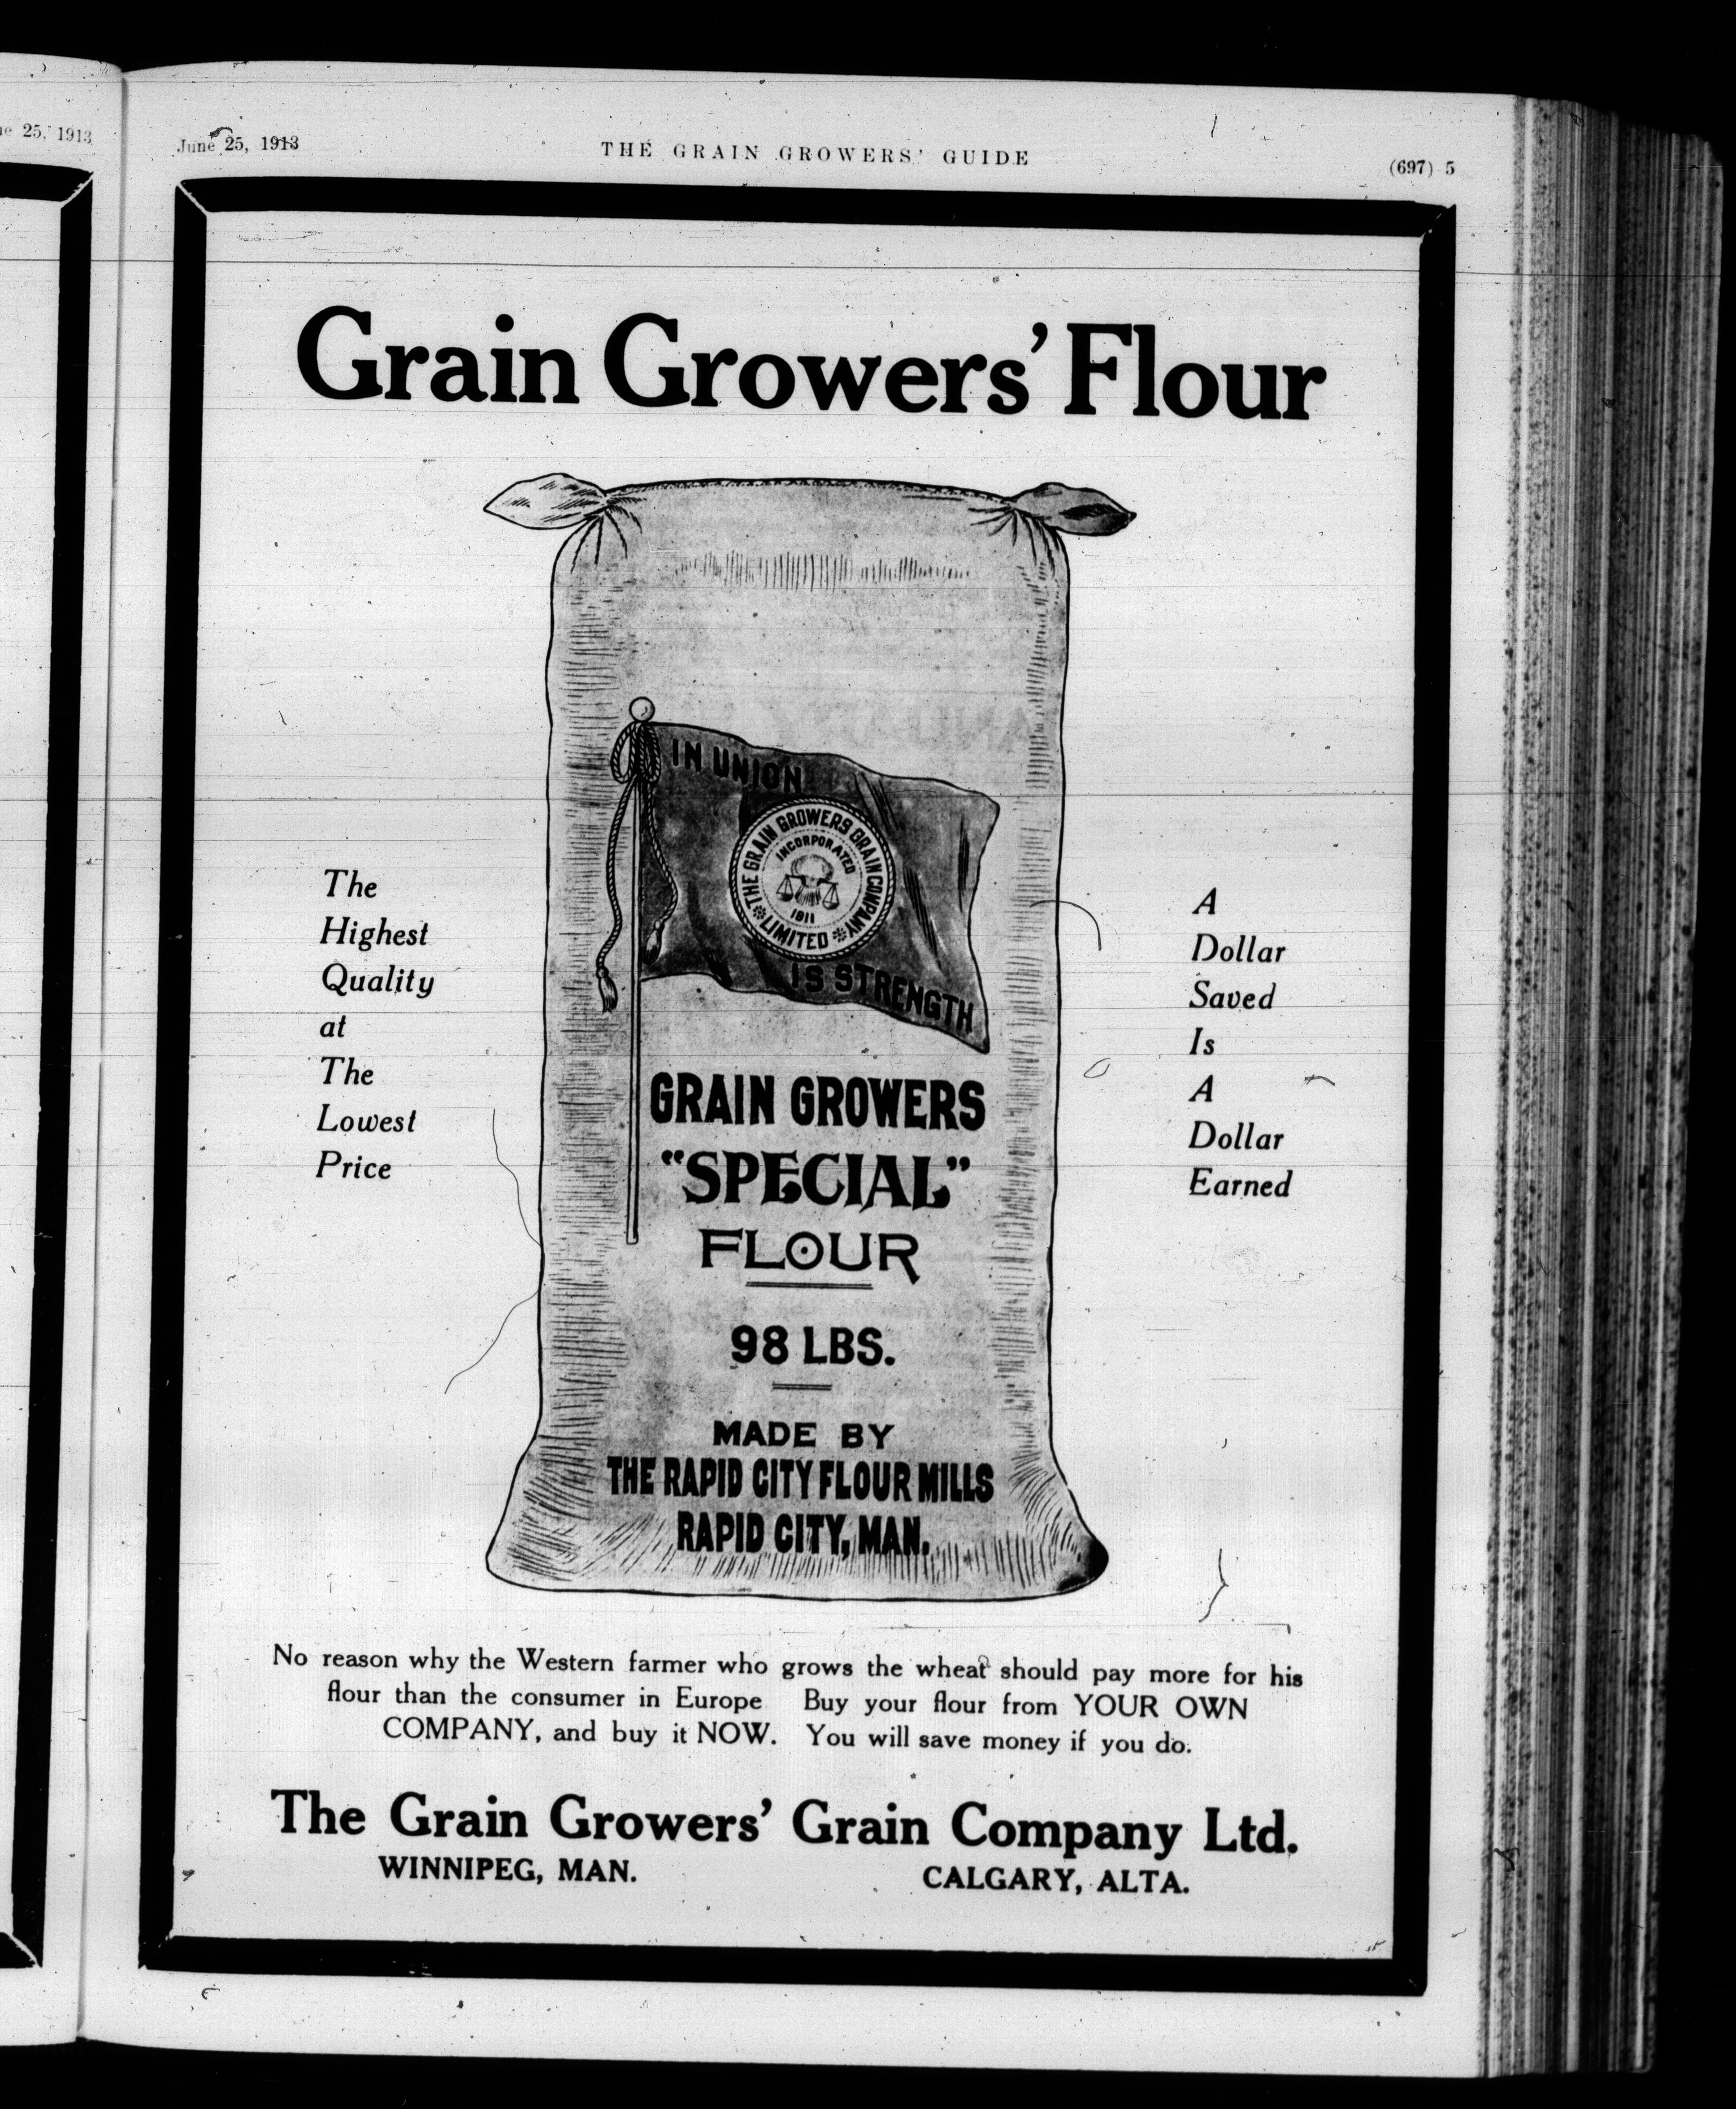 e 25, 1913
June 25, 1913
THE GRAIN GROWERS' GUIDE
(697) 5
Grain Growers' Flour
IN UNION
THE GRAIN GROWERS GRAIN COMPANY
LIMITED
INCORPORATED
1911
IS STRENGTH
The
Highest
Quality
at
The
Lowest
Price
GRAIN GROWERS
"SPECIAL"
FLOUR
98 LBS.
MADE BY
THE RAPID CITY FLOUR MILLS
RAPID CITY, MAN.
A
Dollar
Saved
Is
A
Dollar
Earned
No reason why the Western farmer who grows the wheat should pay more for his
flour than the consumer in Europe Buy your flour from YOUR OWN
COMPANY, and buy it NOW. You will save money if you do.
The Grain Growers' Grain Company Ltd.
WINNIPEG, MAN.
CALGARY, ALTA.